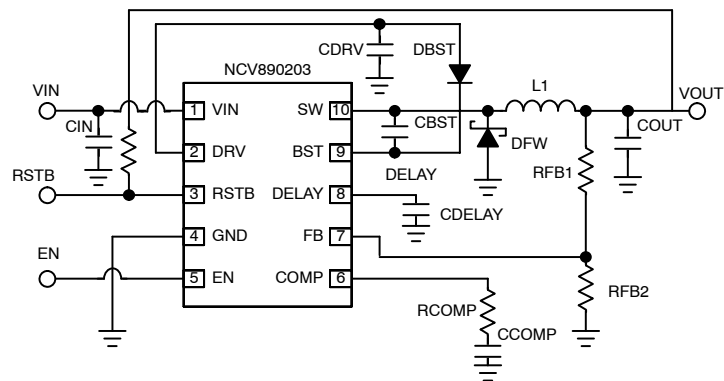 CDRV
DBST
NCV890203
VIN
L1
VOUT
1
VIN
SW
10
CIN
CBST
COUT
2
DRV
BST
9
DFW
DELAY
RFB1
RSTB
3
RSTB
DELAY
8
CDELAY
4
GND
FB
7
EN
5
EN
COMP
6
RFB2
RCOMP
CCOMP